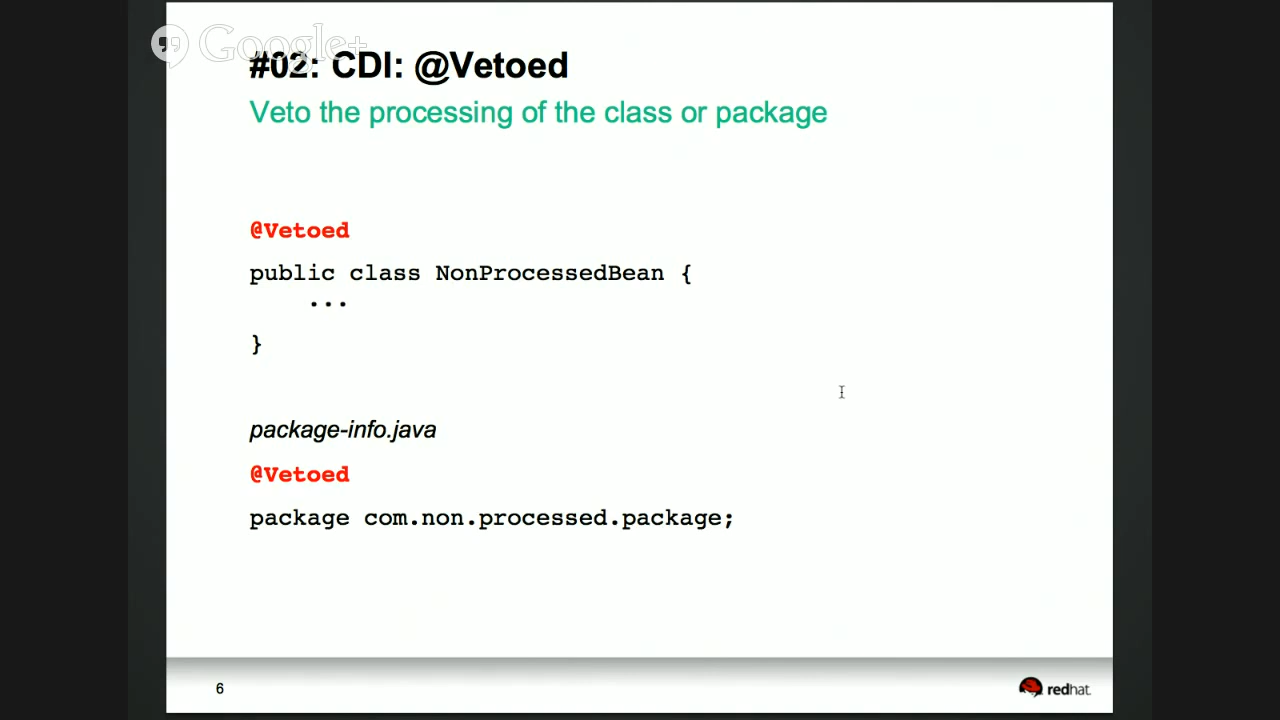 Google+
#02: CDI: @Vetoed
Veto the processing of the class or package
@Vetoed
public class NonProcessedBean {
...
}
package-info.java
@Vetoed
package com.non.processed.package;
6
redhat.